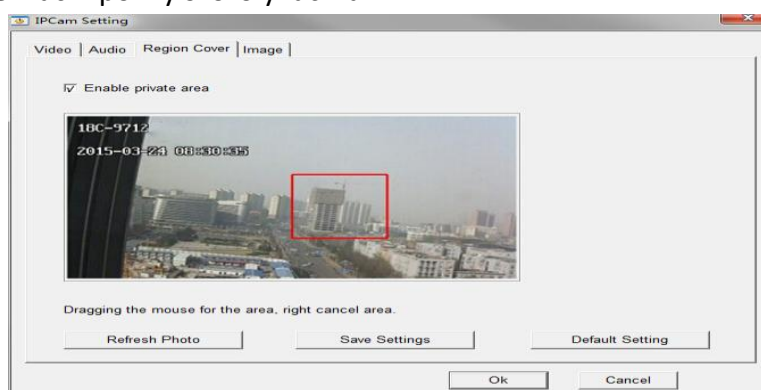 IPCam Setting
Video | Audio | Region Cover | Image |
Enable private area
18C-9712
2015-03-24 08:30:35
Dragging the mouse for the area, right cancel area.
Refresh Photo Save Settings Default Setting
Ok Cancel